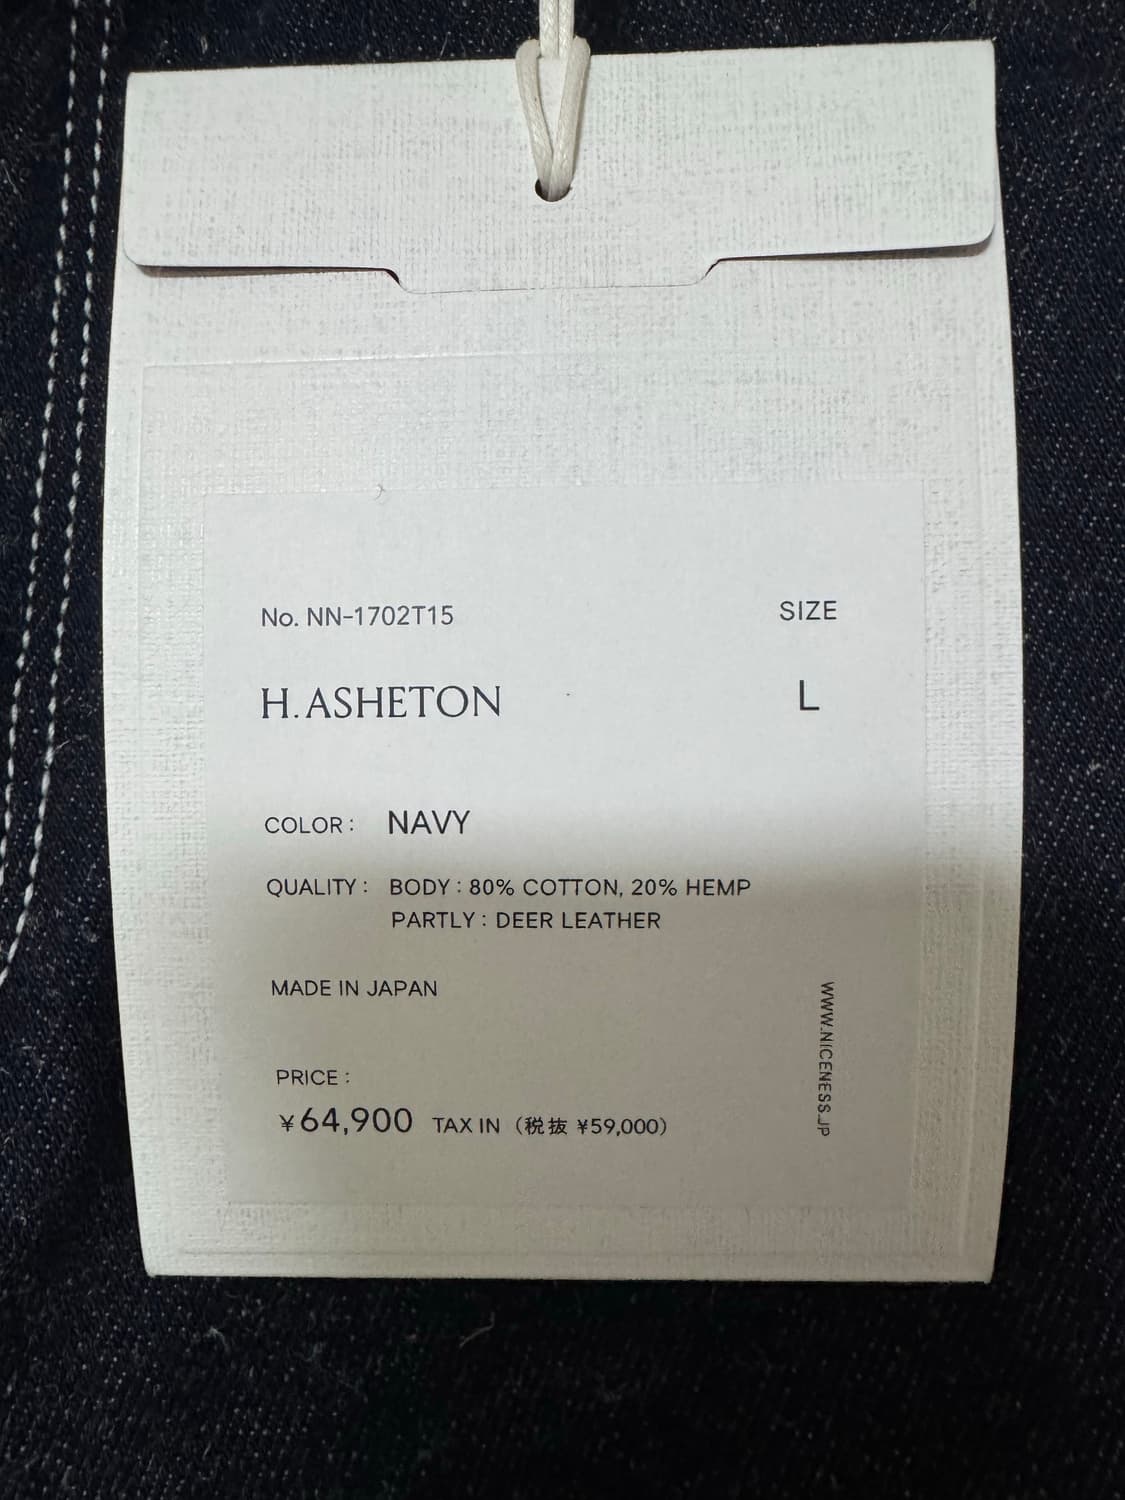 No. NN-1702T15
SIZE
H. ASHETON
L
COLOR : NAVY
QUALITY : BODY : 80% COTTON, 20% HEMP
PARTLY : DEER LEATHER
MADE IN JAPAN
WWW.NICENESS.JP
PRICE :
¥64,900 TAX IN (税抜 ¥59,000)